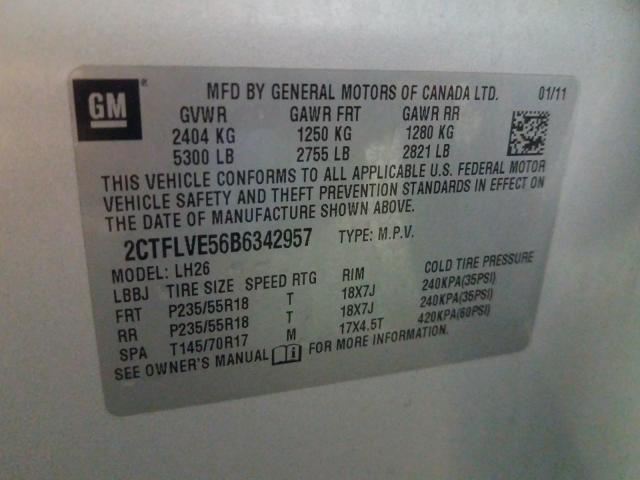 GM® MFD BY GENERAL MOTORS OF CANADA LTD. 01/11
GVWR GAWR FRT GAWR RR
2404 KG 1250 KG 1280 KG
5300 LB 2755 LB 2821 LB
THIS VEHICLE CONFORMS TO ALL APPLICABLE U.S. FEDERAL MOTOR
VEHICLE SAFETY AND THEFT PREVENTION STANDARDS IN EFFECT ON
THE DATE OF MANUFACTURE SHOWN ABOVE.
2CTFLVE56B6342957 TYPE: M.P.V.
MODEL: LH26
LBBJ TIRE SIZE SPEED RTG RIM COLD TIRE PRESSURE
FRT P235/55R18 T 18X7J 240KPA(35PSI)
RR P235/55R18 T 18X7J 240KPA(35PSI)
SPA T145/70R17 M 17X4.5T 420KPA(60PSI)
SEE OWNER'S MANUAL i FOR MORE INFORMATION.